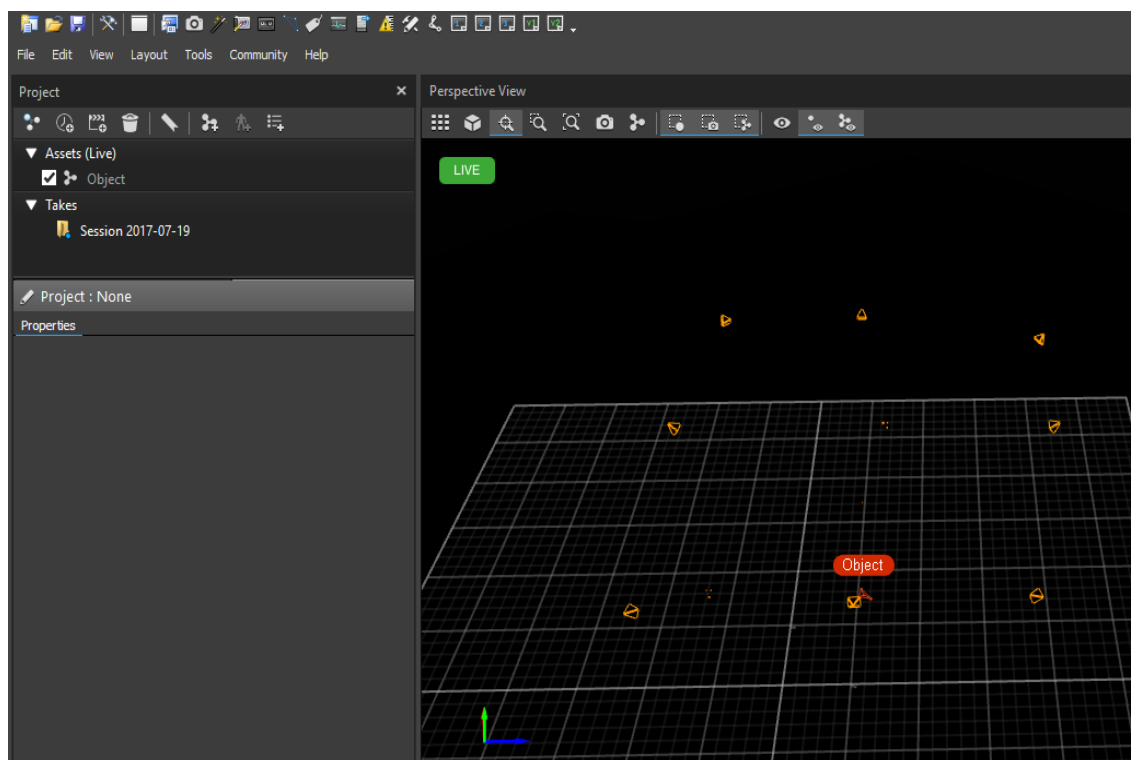 File Edit View Layout Tools Community Help
Project
Perspective View
Assets (Live)
Object
Takes
Session 2017-07-19
Project : None
Properties
LIVE
Object